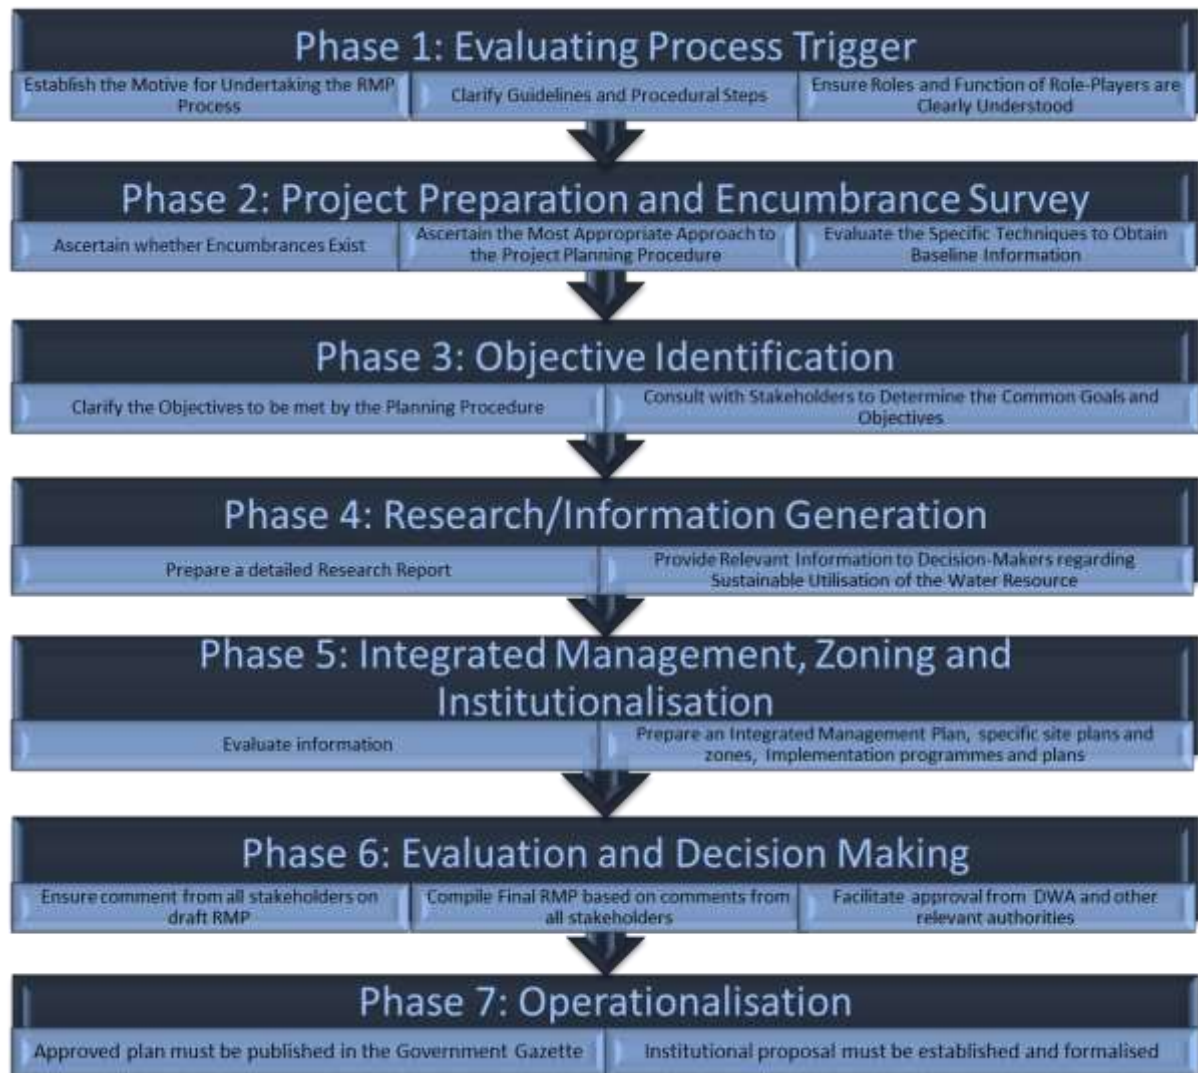 Phase 1: Evaluating Process Trigger
Establish the Motive for Undertaking the RMP
Process
Clarify Guidelines and Procedural Steps
Ensure Roles and Function of Role-Players are
Clearly Understood
Phase 2: Project Preparation and Encumbrance Survey
Ascertain whether Encumbrances Exist
Ascertain the Most Appropriate Approach to
the Project Planning Procedure
Evaluate the Specific Techniques to Obtain
Baseline Information
Phase 3: Objective Identification
Clarify the Objectives to be met by the Planning Procedure
Consult with Stakeholders to Determine the Common Goals and
Objectives
Phase 4: Research/Information Generation
Prepare a detailed Research Report
Provide Relevant Information to Decision-Makers regarding
Sustainable Utilisation of the Water Resource
Phase 5: Integrated Management, Zoning and
Institutionalisation
Evaluate information
Prepare an Integrated Management Plan, specific site plans and
zones, Implementation programmes and plans
Phase 6: Evaluation and Decision Making
Ensure comment from all stakeholders on
draft RMP
Compile Final RMP based on comments from
all stakeholders
Facilitate approval from DWA and other
relevant authorities
Phase 7: Operationalisation
Approved plan must be published in the Government Gazette
Institutional proposal must be established and formalised